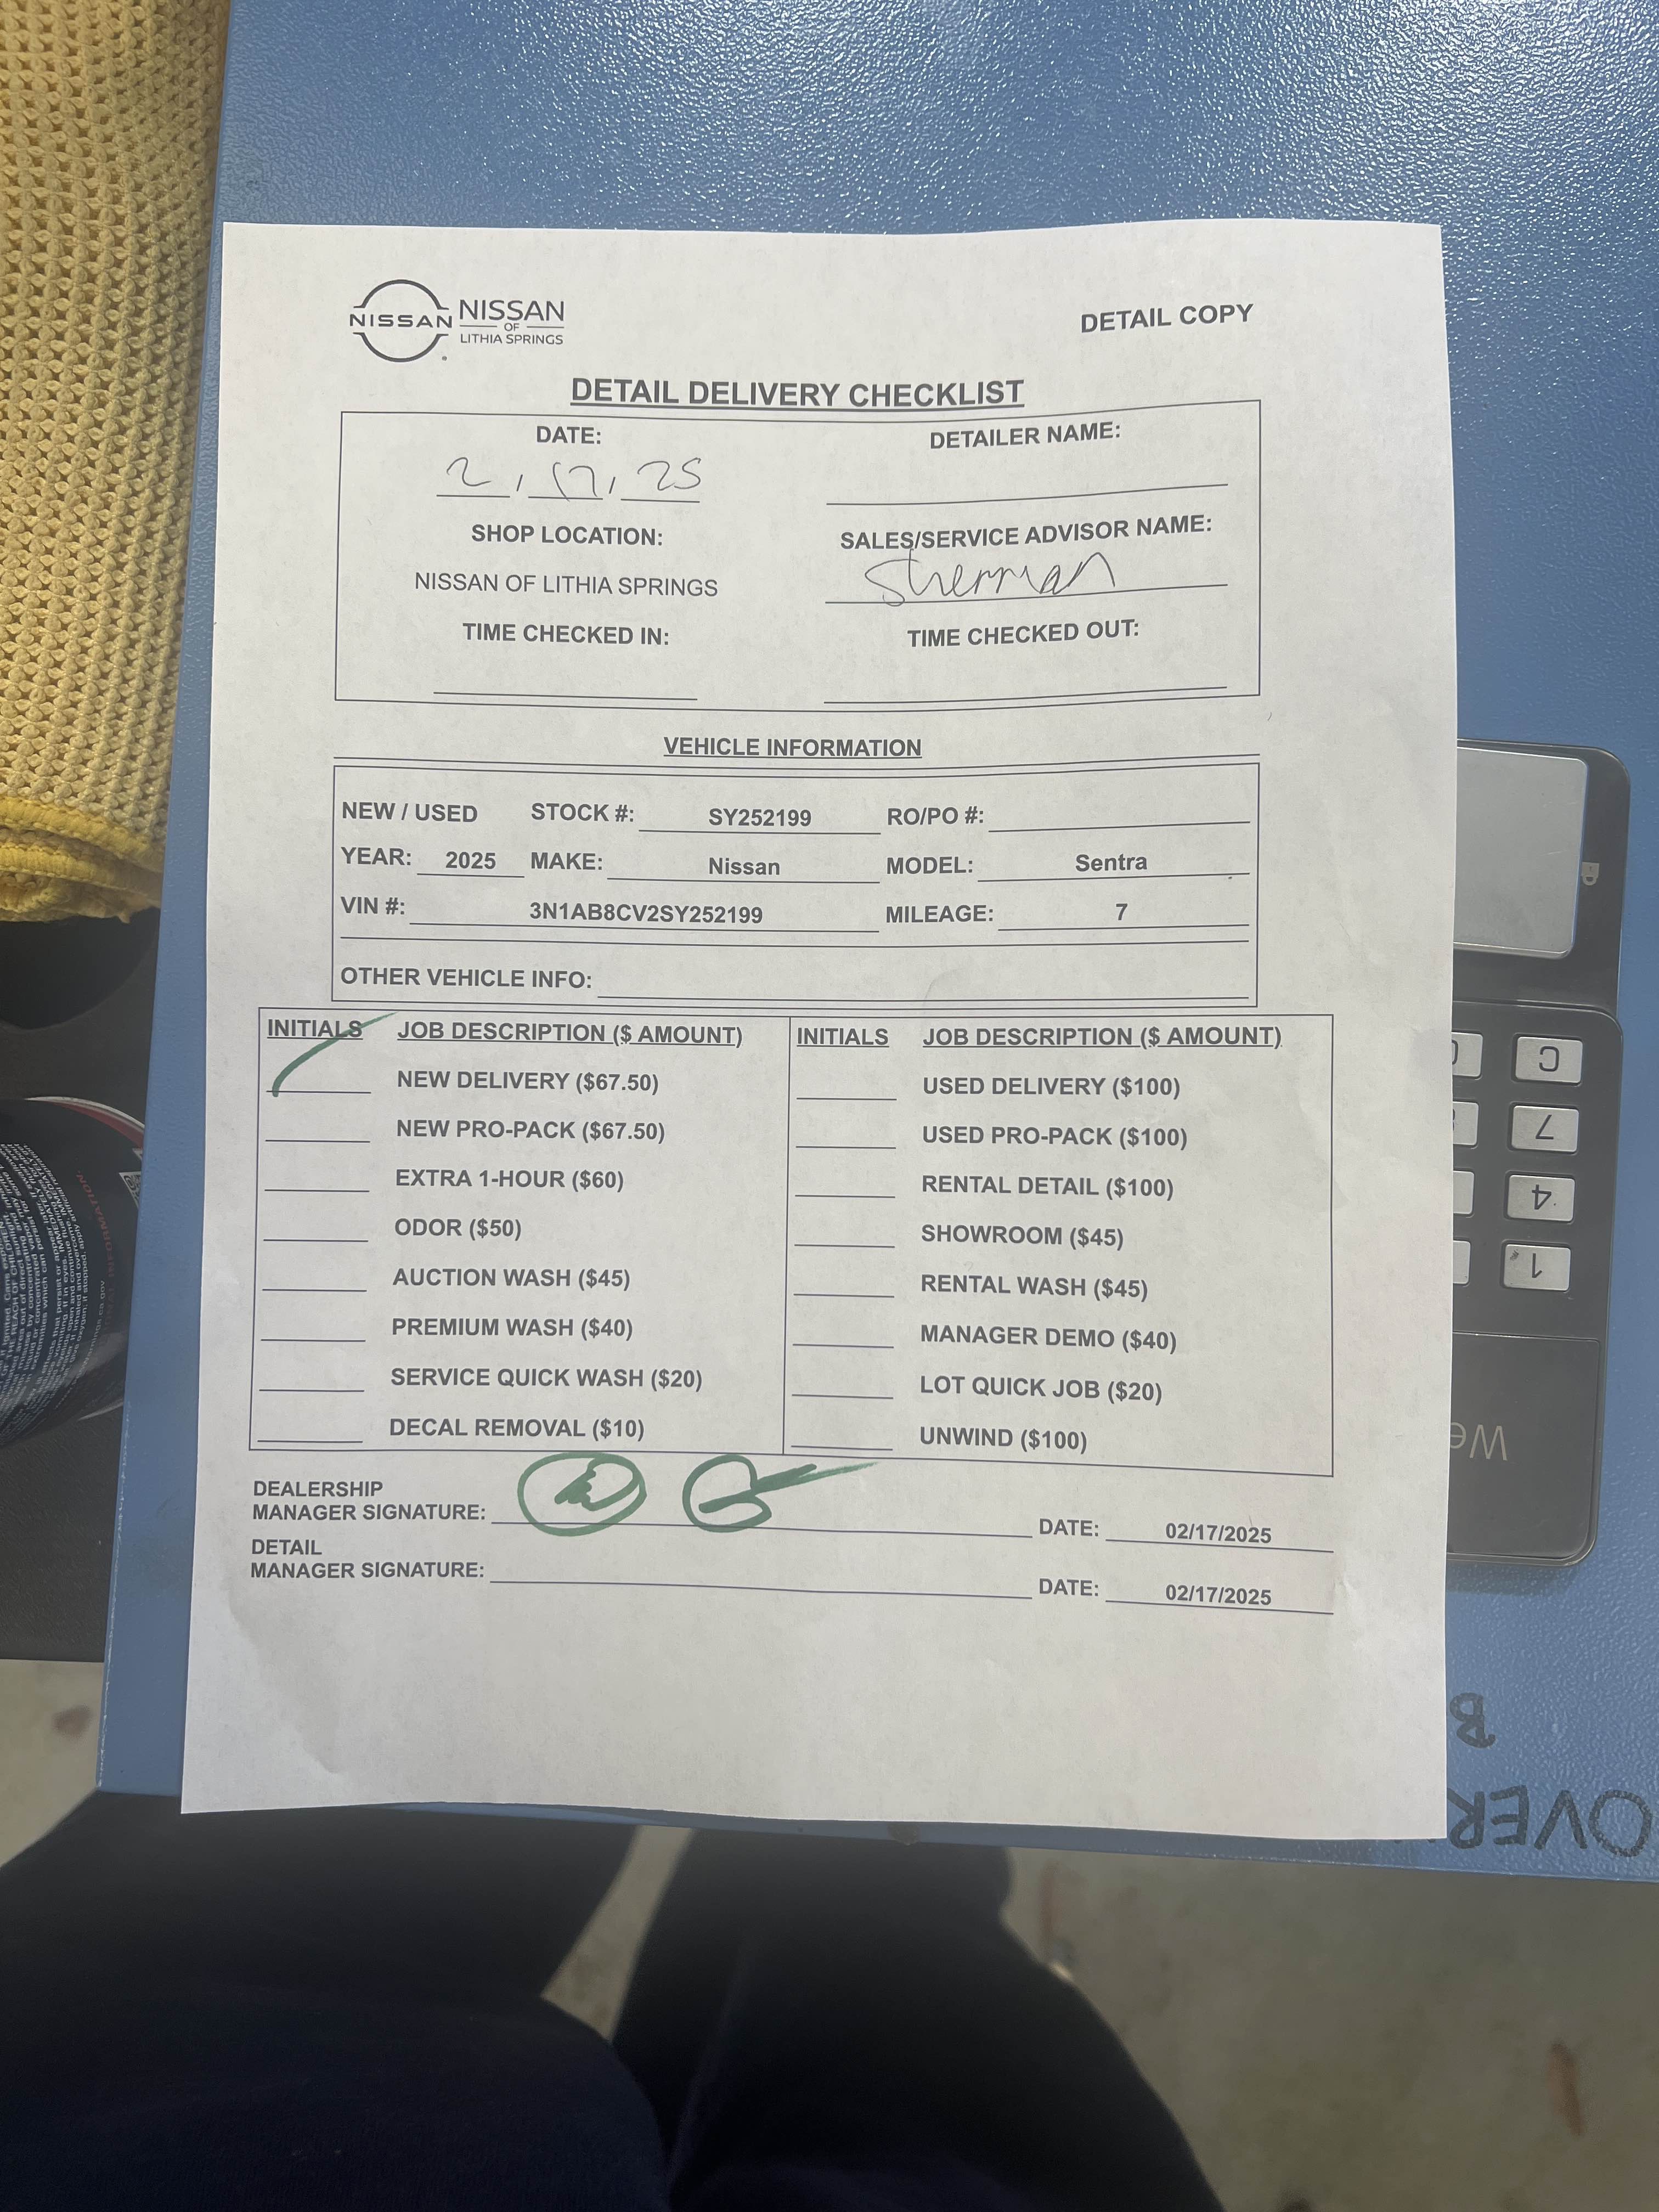 NISSAN NISSAN
OF
LITHIA SPRINGS
DETAIL COPY
DETAIL DELIVERY CHECKLIST
DATE: DETAILER NAME:
2, 17, 25
SHOP LOCATION: SALES/SERVICE ADVISOR NAME:
NISSAN OF LITHIA SPRINGS Sherman
TIME CHECKED IN: TIME CHECKED OUT:
VEHICLE INFORMATION
NEW / USED STOCK #: SY252199 RO/PO #:
YEAR: 2025 MAKE: Nissan MODEL: Sentra
VIN #: 3N1AB8CV2SY252199 MILEAGE: 7
OTHER VEHICLE INFO:
INITIALS JOB DESCRIPTION ($ AMOUNT) INITIALS JOB DESCRIPTION ($ AMOUNT)
NEW DELIVERY ($67.50) USED DELIVERY ($100)
NEW PRO-PACK ($67.50) USED PRO-PACK ($100)
EXTRA 1-HOUR ($60) RENTAL DETAIL ($100)
ODOR ($50) SHOWROOM ($45)
AUCTION WASH ($45) RENTAL WASH ($45)
PREMIUM WASH ($40) MANAGER DEMO ($40)
SERVICE QUICK WASH ($20) LOT QUICK JOB ($20)
DECAL REMOVAL ($10) UNWIND ($100)
DEALERSHIP
MANAGER SIGNATURE: DATE: 02/17/2025
DETAIL
MANAGER SIGNATURE: DATE: 02/17/2025
C
7
4
1
We
B
OVER